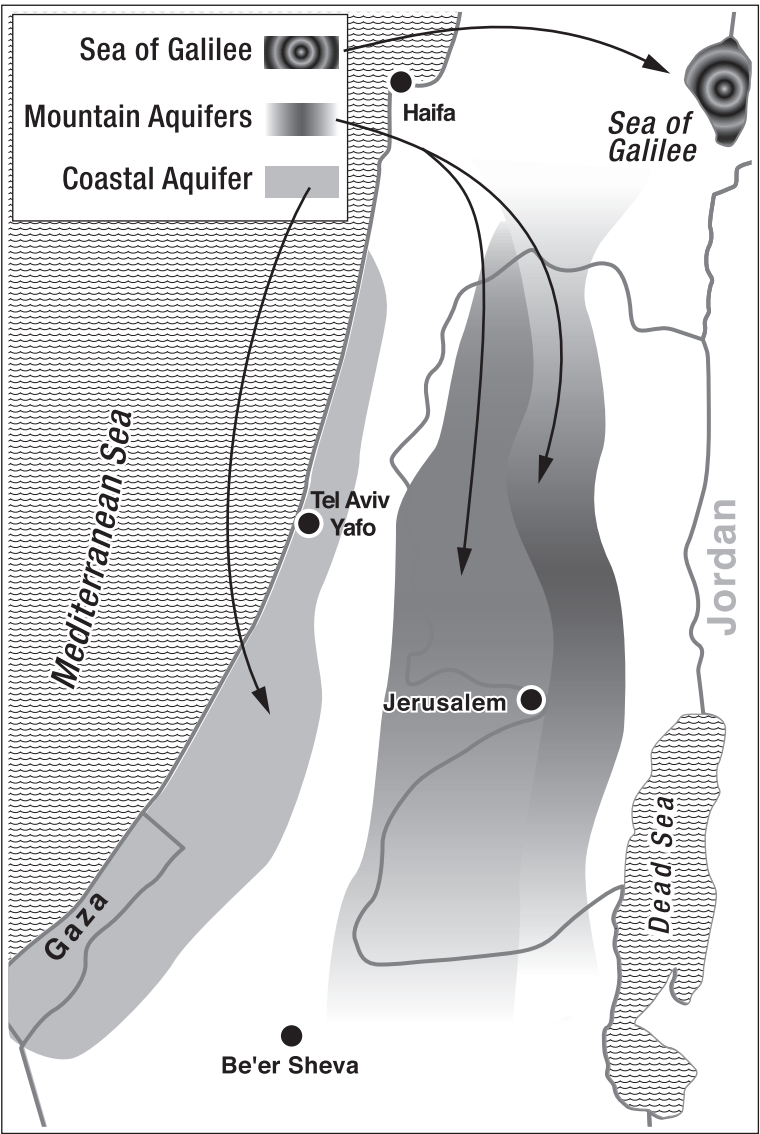 Sea of Galilee
Mountain Aquifers
Coastal Aquifer
Haifa
Sea of
Galilee
Mediterranean Sea
Tel Aviv
Yafo
Jordan
Jerusalem
Dead Sea
Gaza
Be'er Sheva